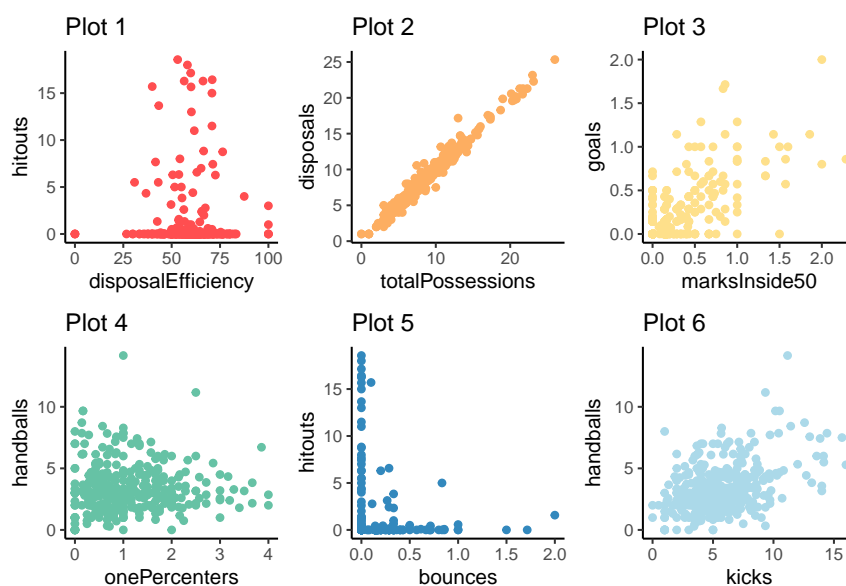 Plot 1
hitouts
15
10
5
0
0
25
50
75
100
disposalEfficiency
Plot 2
disposals
25
20
15
10
5
0
0
10
20
totalPossessions
Plot 3
goals
2.0
1.5
1.0
0.5
0.0
0.0
0.5
1.0
1.5
2.0
marksInside50
Plot 4
handballs
10
5
0
0
1
2
3
4
onePercenters
Plot 5
hitouts
15
10
5
0
0.0
0.5
1.0
1.5
2.0
bounces
Plot 6
handballs
10
5
0
0
5
10
15
kicks